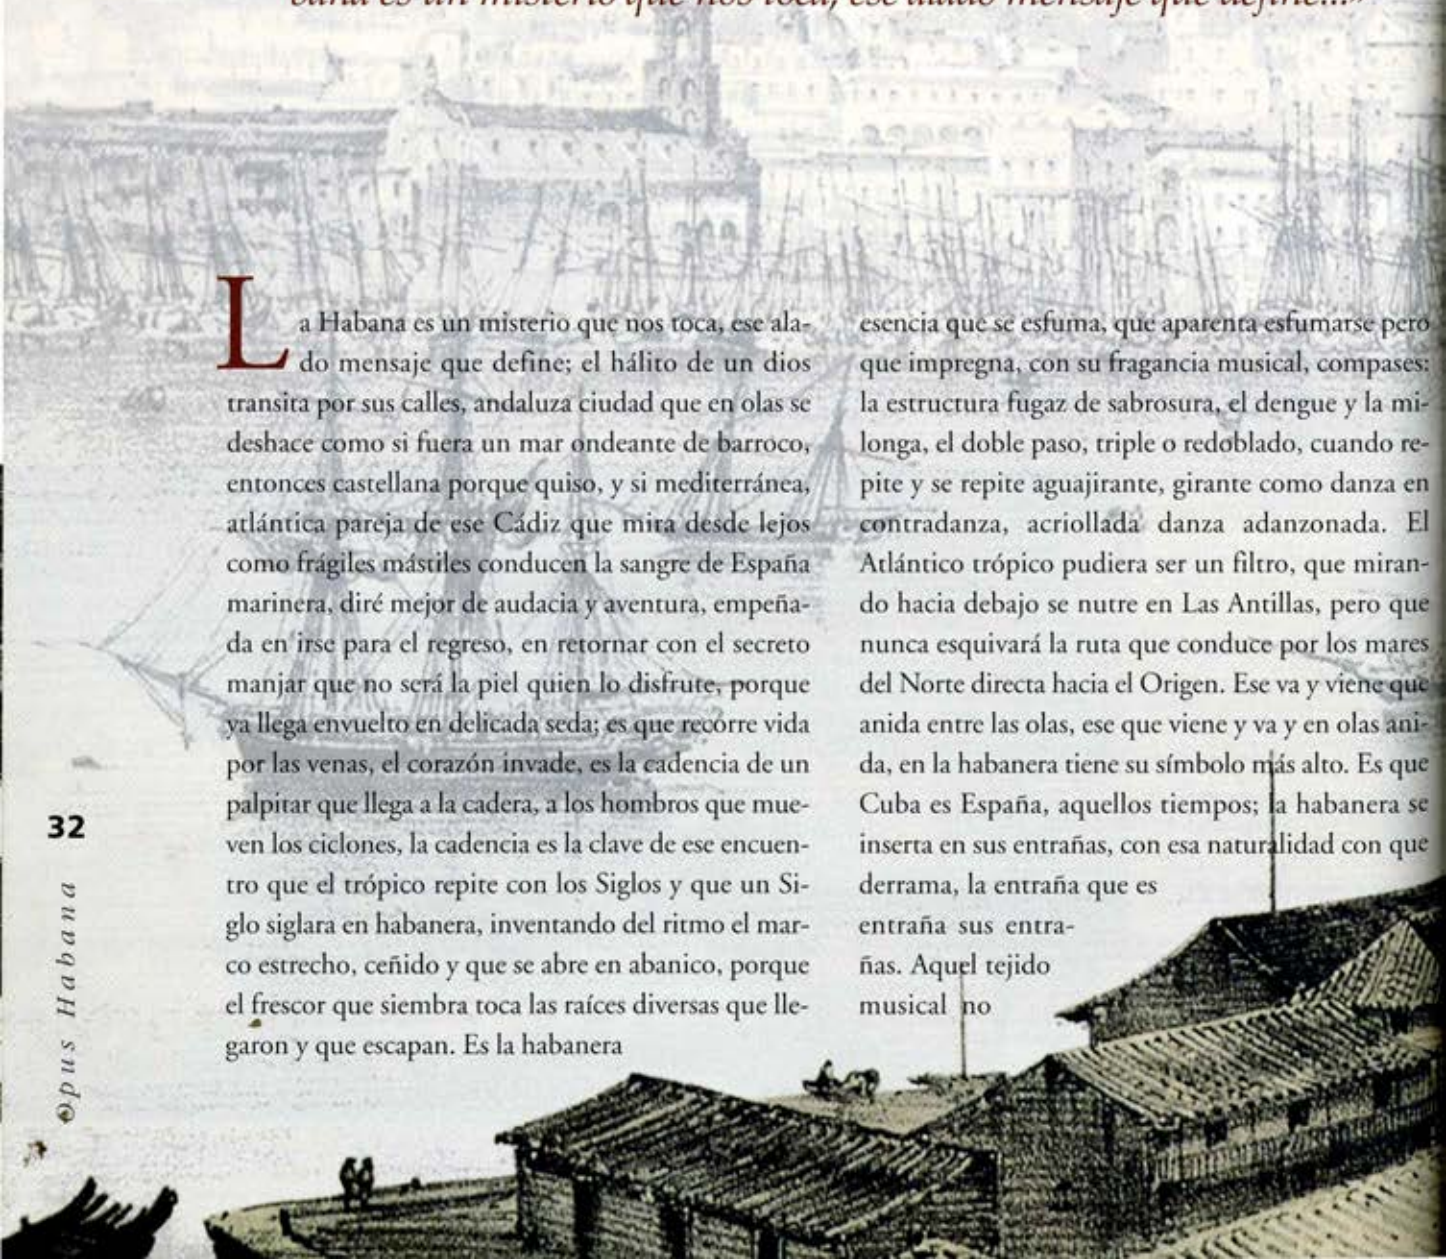 bana es un misterio que nos toca, ese alado mensaje que define...»
La Habana es un misterio que nos toca, ese ala-
do mensaje que define; el hálito de un dios
transita por sus calles, andaluza ciudad que en olas se
deshace como si fuera un mar ondeante de barroco,
entonces castellana porque quiso, y si mediterránea,
atlántica pareja de ese Cádiz que mira desde lejos
como frágiles mástiles conducen la sangre de España
marinera, diré mejor de audacia y aventura, empeña-
da en irse para el regreso, en retornar con el secreto
manjar que no será la piel quien lo disfrute, porque
ya llega envuelto en delicada seda; es que recorre vida
por las venas, el corazón invade, es la cadencia de un
palpitar que llega a la cadera, a los hombros que mue-
ven los ciclones, la cadencia es la clave de ese encuen-
tro que el trópico repite con los Siglos y que un Si-
glo siglara en habanera, inventando del ritmo el mar-
co estrecho, ceñido y que se abre en abanico, porque
el frescor que siembra toca las raíces diversas que lle-
garon y que escapan. Es la habanera
esencia que se esfuma, que aparenta esfumarse pero
que impregna, con su fragancia musical, compases:
la estructura fugaz de sabrosura, el dengue y la mi-
longa, el doble paso, triple o redoblado, cuando re-
pite y se repite aguajirante, girante como danza en
contradanza, acriollada danza adanzonada. El
Atlántico trópico pudiera ser un filtro, que miran-
do hacia debajo se nutre en Las Antillas, pero que
nunca esquivará la ruta que conduce por los mares
del Norte directa hacia el Origen. Ese va y viene que
anida entre las olas, ese que viene y va y en olas ani-
da, en la habanera tiene su símbolo más alto. Es que
Cuba es España, aquellos tiempos; la habanera se
inserta en sus entrañas, con esa naturalidad con que
derrama, la entraña que es
entraña sus entra-
ñas. Aquel tejido
musical no
32
Opus Habana